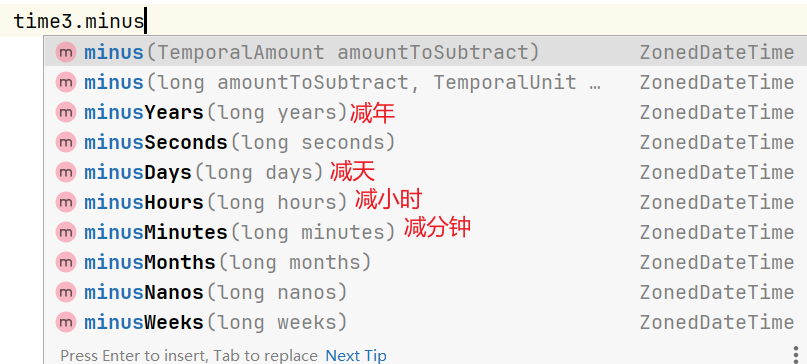 time3.minus
m minus(TemporalAmount amountToSubtract) ZonedDateTime
m minus(long amountToSubtract, TemporalUnit … ZonedDateTime
m minusYears(long years) 减年 ZonedDateTime
m minusSeconds(long seconds) ZonedDateTime
m minusDays(long days) 减天 ZonedDateTime
m minusHours(long hours) 减小时 ZonedDateTime
m minusMinutes(long minutes) 减分钟 ZonedDateTime
m minusMonths(long months) ZonedDateTime
m minusNanos(long nanos) ZonedDateTime
m minusWeeks(long weeks) ZonedDateTime
Press Enter to insert, Tab to replace Next Tip